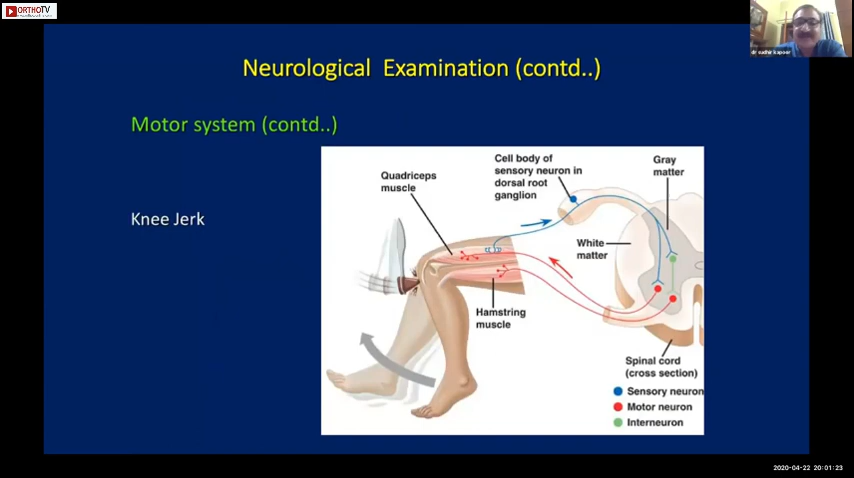 ORTHOTV
dr sudhir kapoor
Neurological Examination (contd..)
Motor system (contd..)
Knee Jerk
Quadriceps
muscle
Cell body of
sensory neuron in
dorsal root
ganglion
Gray
matter
White
matter
Hamstring
muscle
Spinal cord
(cross section)
Sensory neuron
Motor neuron
Interneuron
2020-04-22 20:01:23